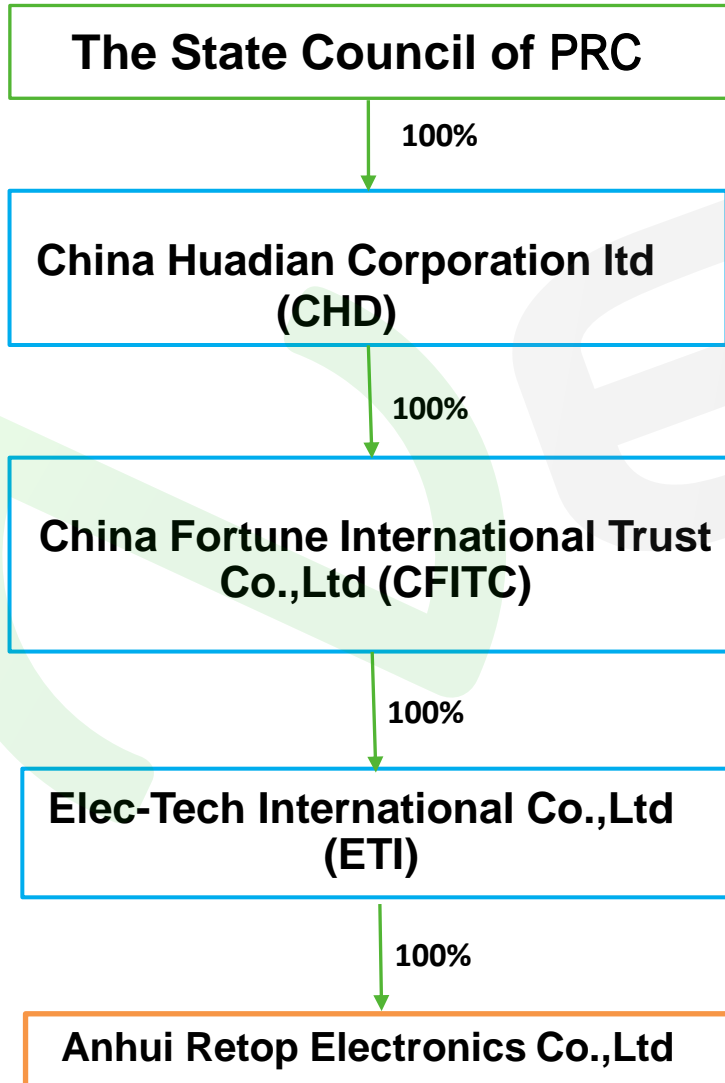 The State Council of PRC
100%
China Huadian Corporation ltd
(CHD)
100%
China Fortune International Trust
Co.,Ltd (CFITC)
100%
Elec-Tech International Co.,Ltd
(ETI)
100%
Anhui Retop Electronics Co.,Ltd